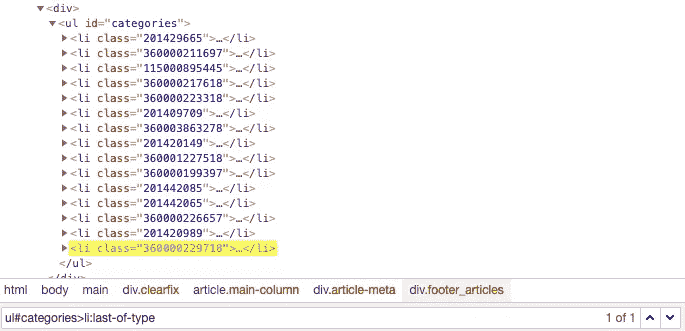 ▼<div>
▼<ul id="categories">
▶<li class="201429665">…</li>
▶<li class="360000211697">…</li>
▶<li class="115000895445">…</li>
▶<li class="360000217618">…</li>
▶<li class="360000223318">…</li>
▶<li class="201409709">…</li>
▶<li class="360003863278">…</li>
▶<li class="201420149">…</li>
▶<li class="360001227518">…</li>
▶<li class="360000199397">…</li>
▶<li class="201442085">…</li>
▶<li class="201442065">…</li>
▶<li class="360000226657">…</li>
▶<li class="201420989">…</li>
▶<li class="360000229718">…</li>
</ul>
</div>
html body main div.clearfix article.main-column div.article-meta div.footer_articles
ul#categories>li:last-of-type 1 of 1